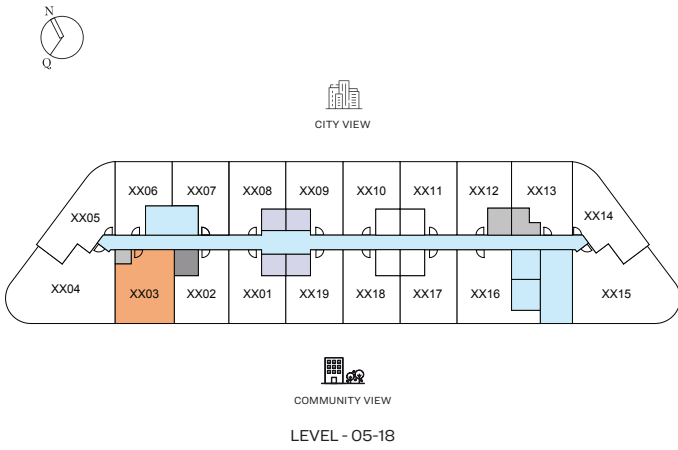 N
Q
CITY VIEW
XX06 XX07 XX08 XX09 XX10 XX11 XX12 XX13
XX05 XX14
XX04 XX03 XX02 XX01 XX19 XX18 XX17 XX16 XX15
COMMUNITY VIEW
LEVEL - 05-18